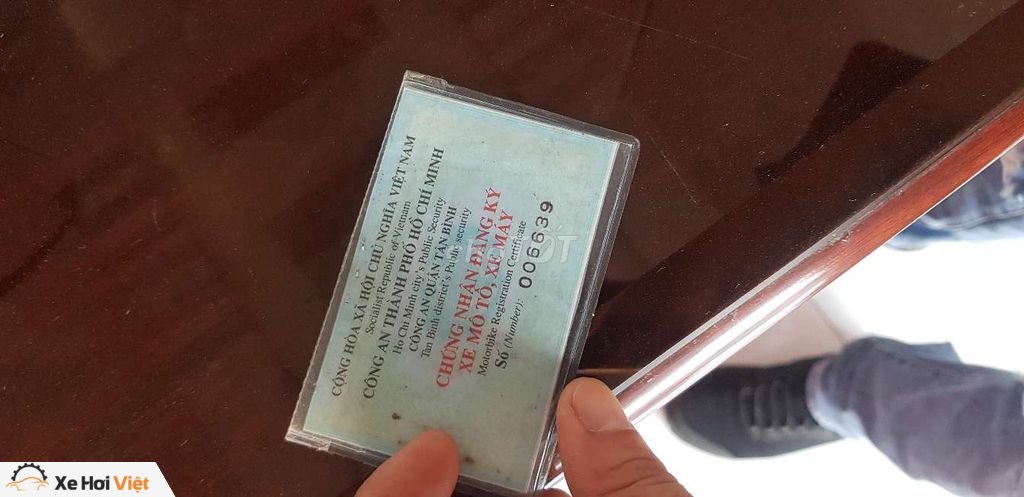 CỘNG HÒA XÃ HỘI CHỦ NGHĨA VIỆT NAM
Socialist Republic of Vietnam
CÔNG AN THÀNH PHỐ HỒ CHÍ MINH
Ho Chi Minh city's Public Security
CÔNG AN QUẬN TÂN BÌNH
Tan Binh district's Public security
CHỨNG NHẬN ĐĂNG KÝ
XE MÔ TÔ, XE MÁY
Motorbike Registration Certificate
Số (Number): 006639
Xe Hơi Việt